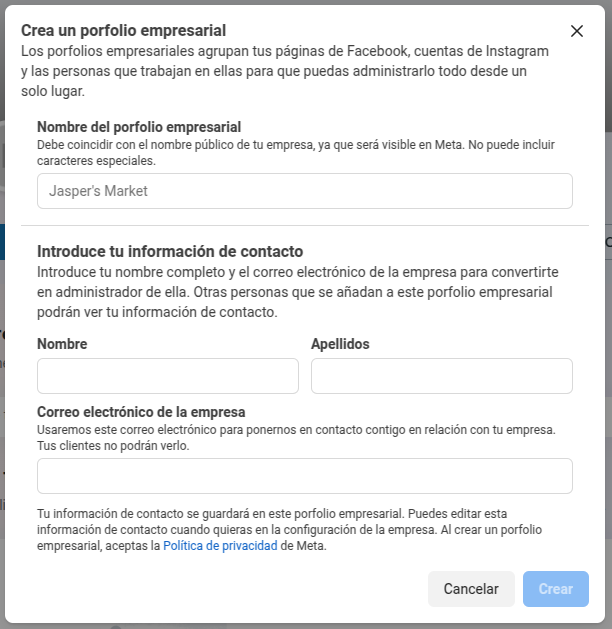 Crea un porfolio empresarial
Los porfolios empresariales agrupan tus páginas de Facebook, cuentas de Instagram
y las personas que trabajan en ellas para que puedas administrarlo todo desde un
solo lugar.
Nombre del porfolio empresarial
Debe coincidir con el nombre público de tu empresa, ya que será visible en Meta. No puede incluir
caracteres especiales.
Jasper's Market
Introduce tu información de contacto
Introduce tu nombre completo y el correo electrónico de la empresa para convertirte
en administrador de ella. Otras personas que se añadan a este porfolio empresarial
podrán ver tu información de contacto.
Nombre
Apellidos
Correo electrónico de la empresa
Usaremos este correo electrónico para ponernos en contacto contigo en relación con tu empresa.
Tus clientes no podrán verlo.
Tu información de contacto se guardará en este porfolio empresarial. Puedes editar esta
información de contacto cuando quieras en la configuración de la empresa. Al crear un porfolio
empresarial, aceptas la Política de privacidad de Meta.
Cancelar
Crear